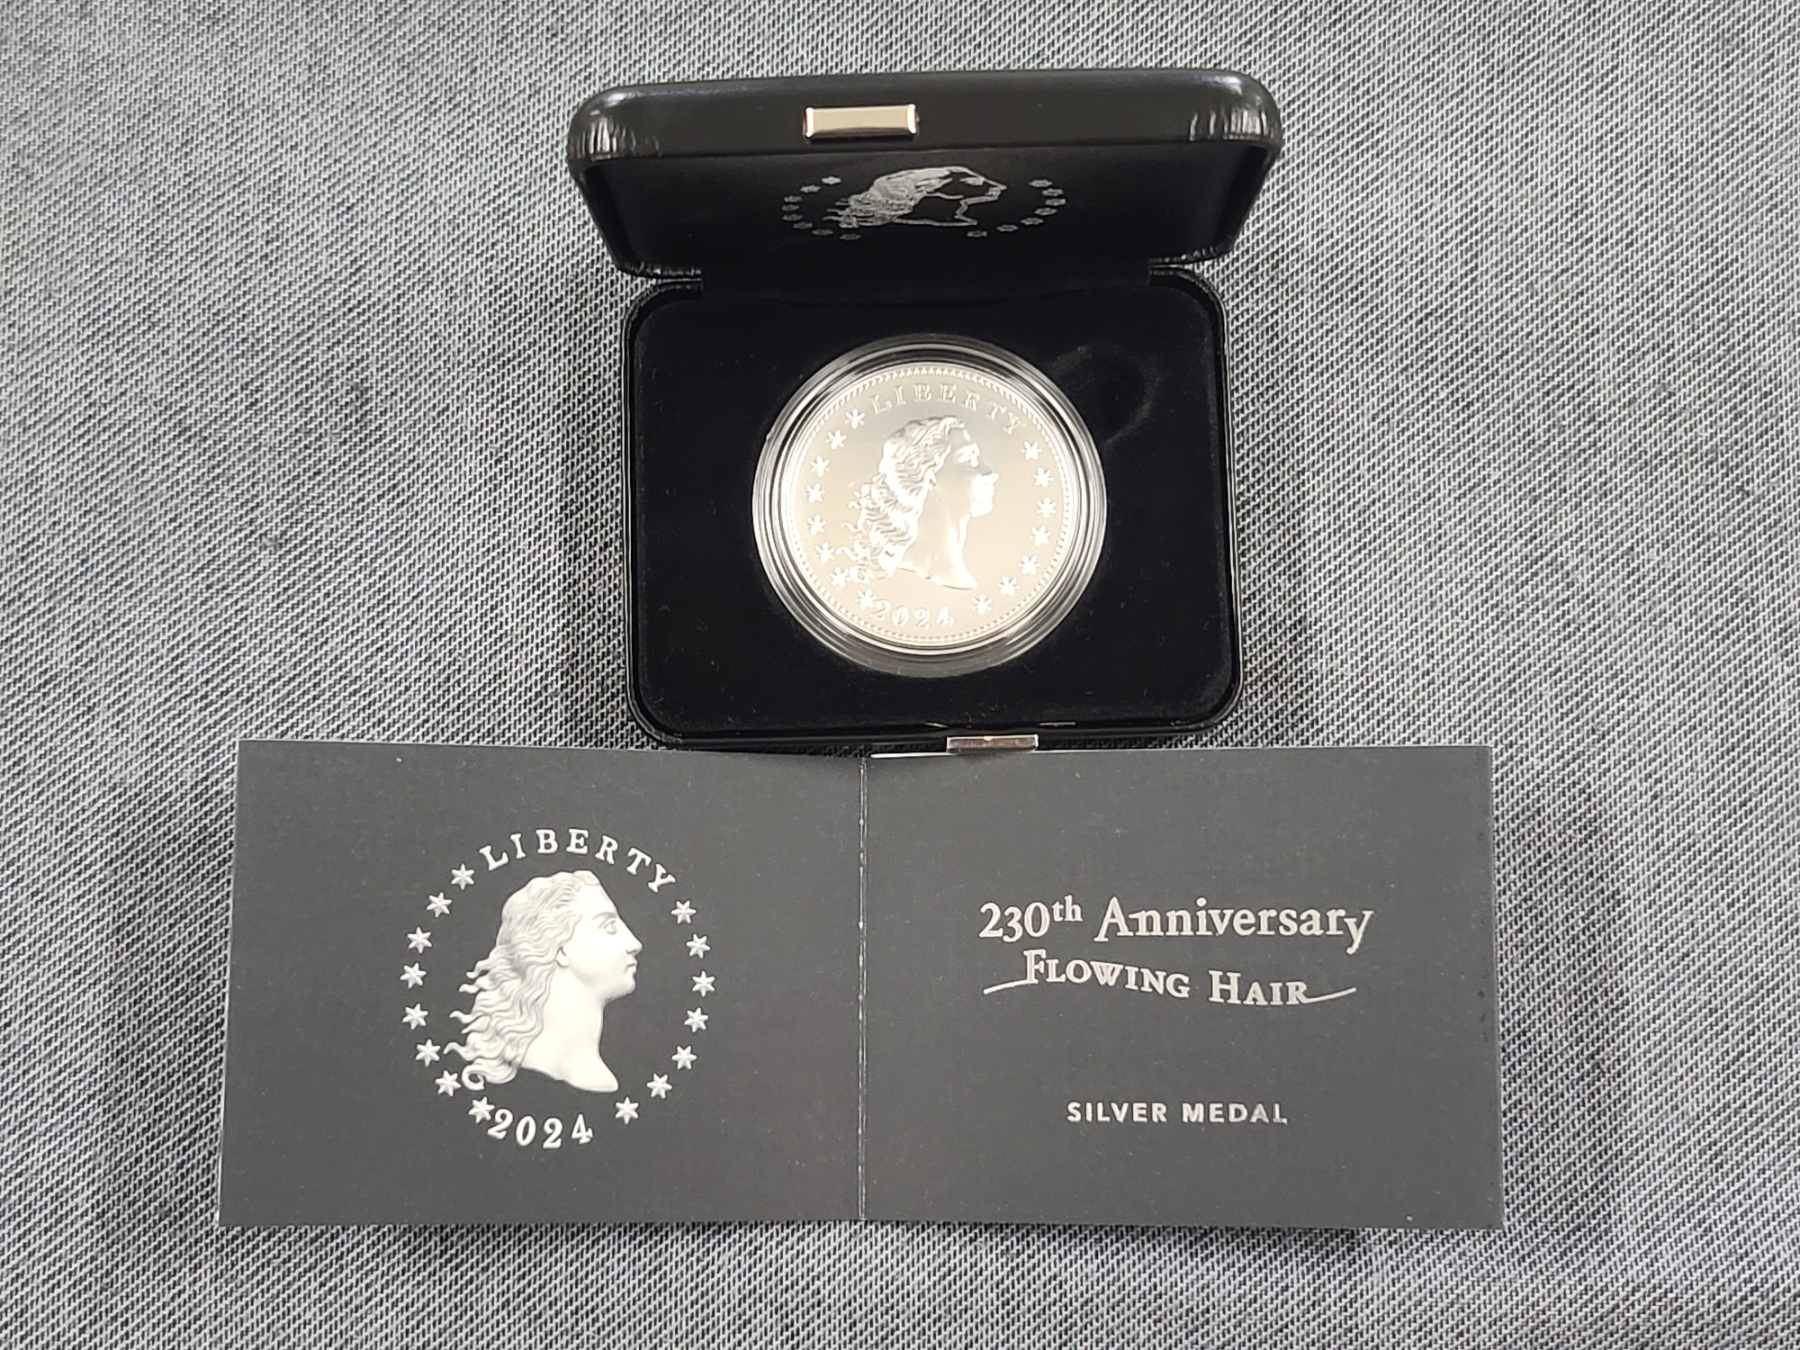 LIBERTY
2024
LIBERTY
2024
230th Anniversary
FLOWING HAIR
SILVER MEDAL